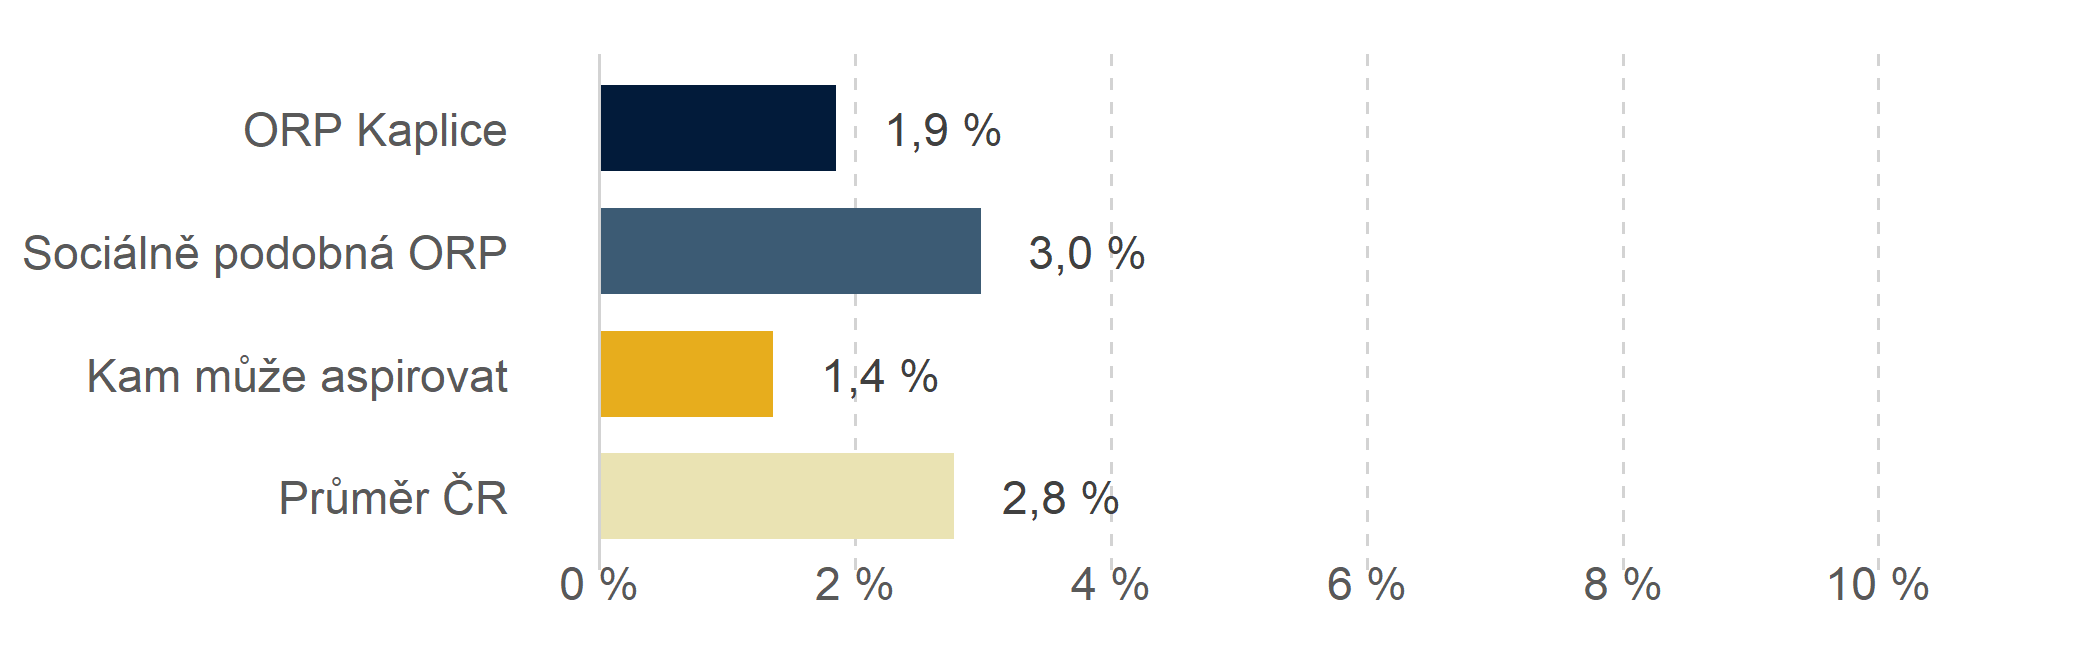 ORP Kaplice 1,9 %
Sociálně podobná ORP 3,0 %
Kam může aspirovat 1,4 %
Průměr ČR 2,8 %
0 % 2 % 4 % 6 % 8 % 10 %